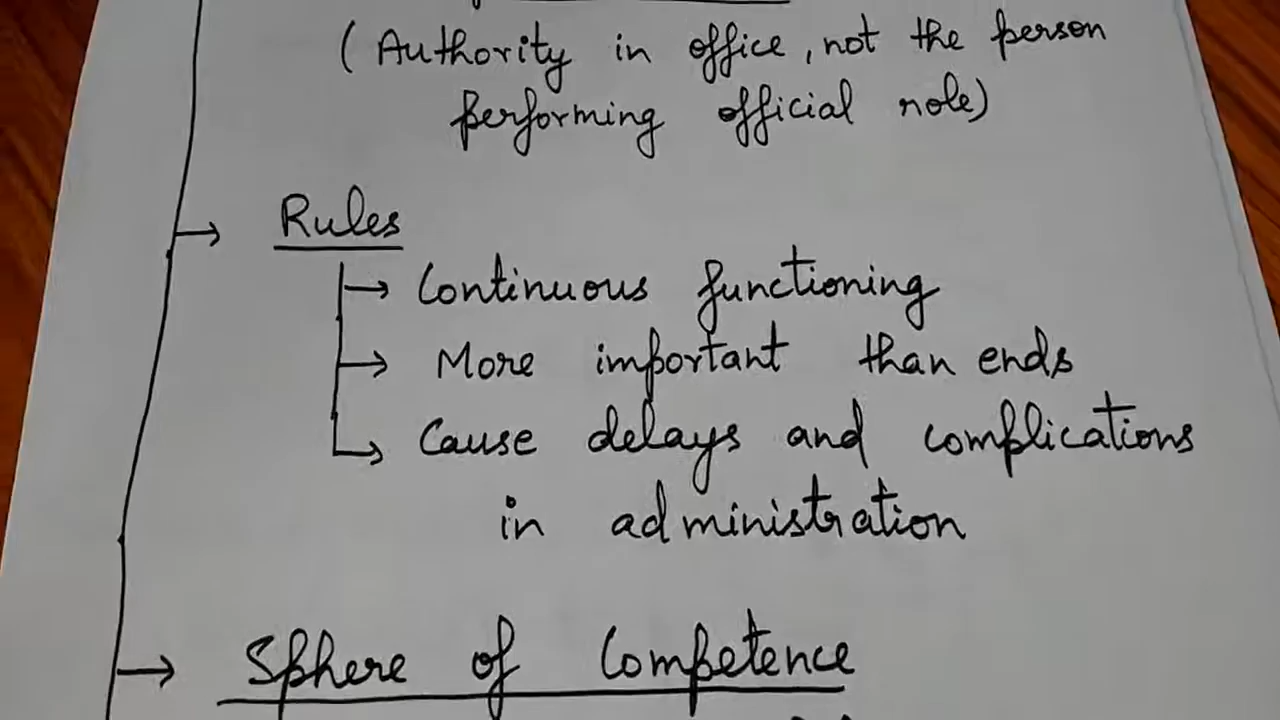 (Authority in office, not the person
performing official role)
Rules
Continuous functioning
More important than ends
Cause delays and complications
in administration
Sphere of Competence